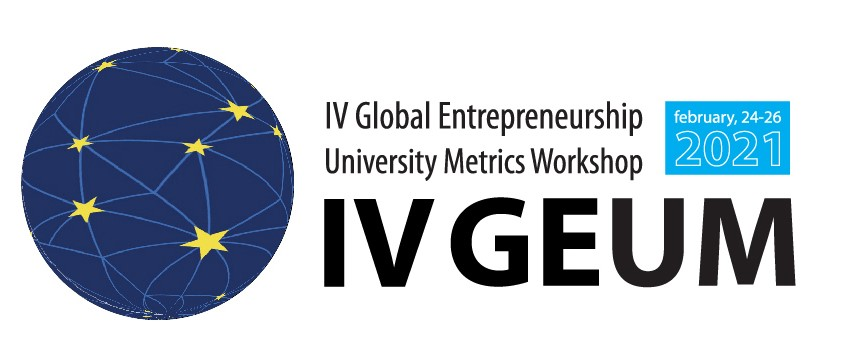 IV Global Entrepreneurship
University Metrics Workshop
february, 24-26
2021
IV GEUM